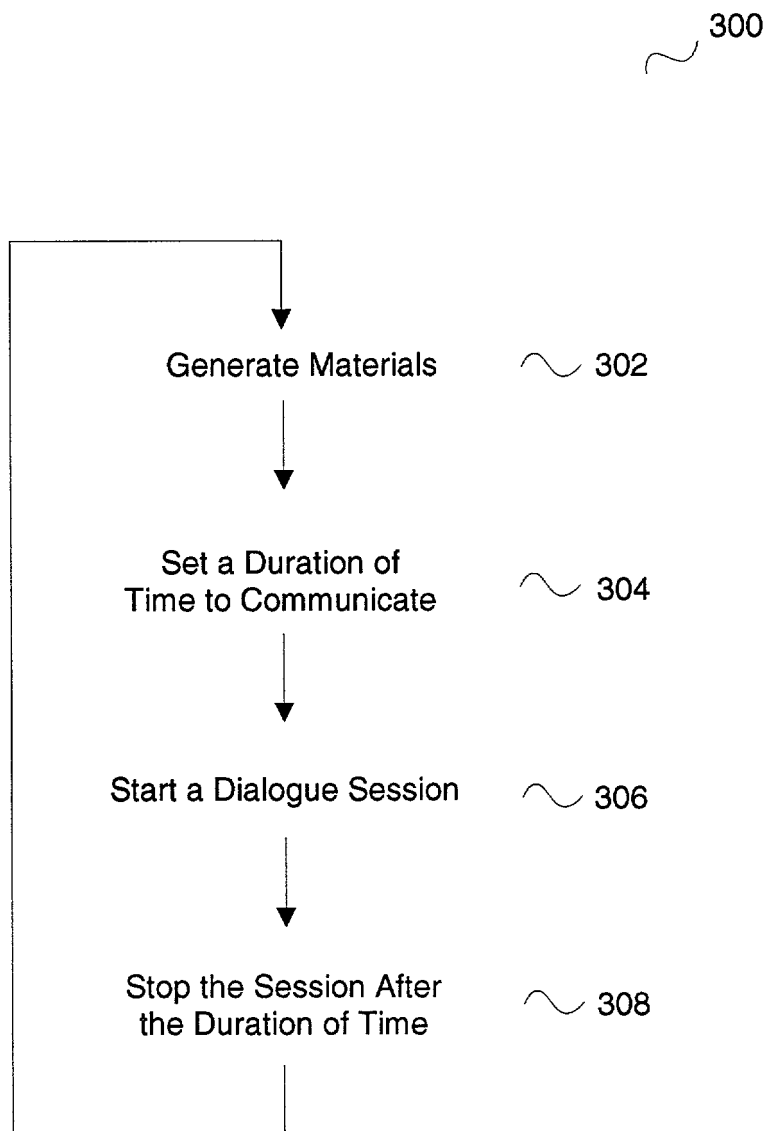 300
Generate Materials 302
Set a Duration of
Time to Communicate 304
Start a Dialogue Session 306
Stop the Session After
the Duration of Time 308